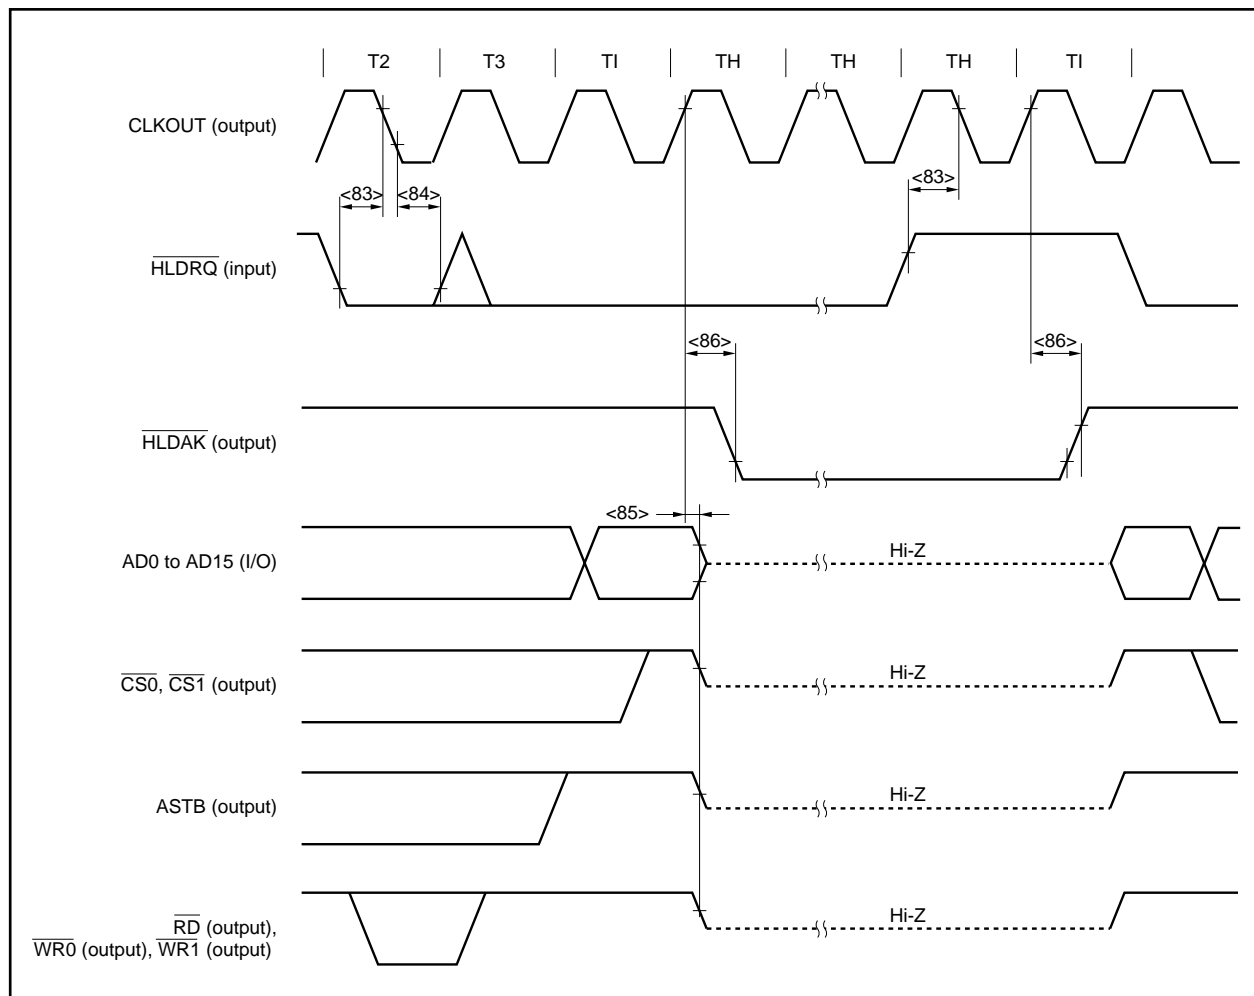 T2 T3 TI TH TH TH TI
CLKOUT (output)
<83> <84> <83>
HLDRQ (input)
<86> <86>
HLDAK (output)
<85>
AD0 to AD15 (I/O) Hi-Z
CS0, CS1 (output) Hi-Z
ASTB (output) Hi-Z
Hi-Z
RD (output),
WR0 (output), WR1 (output)